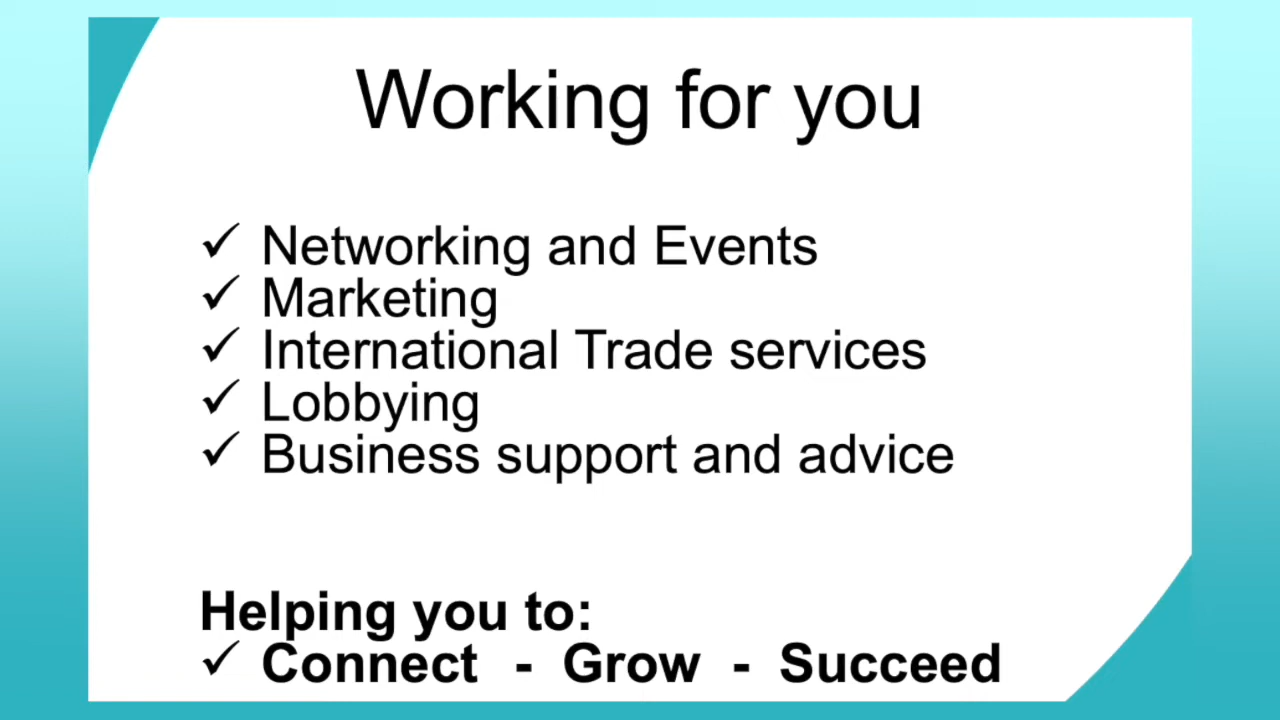 Working for you
✓ Networking and Events
✓ Marketing
✓ International Trade services
✓ Lobbying
✓ Business support and advice
Helping you to:
✓ Connect - Grow - Succeed